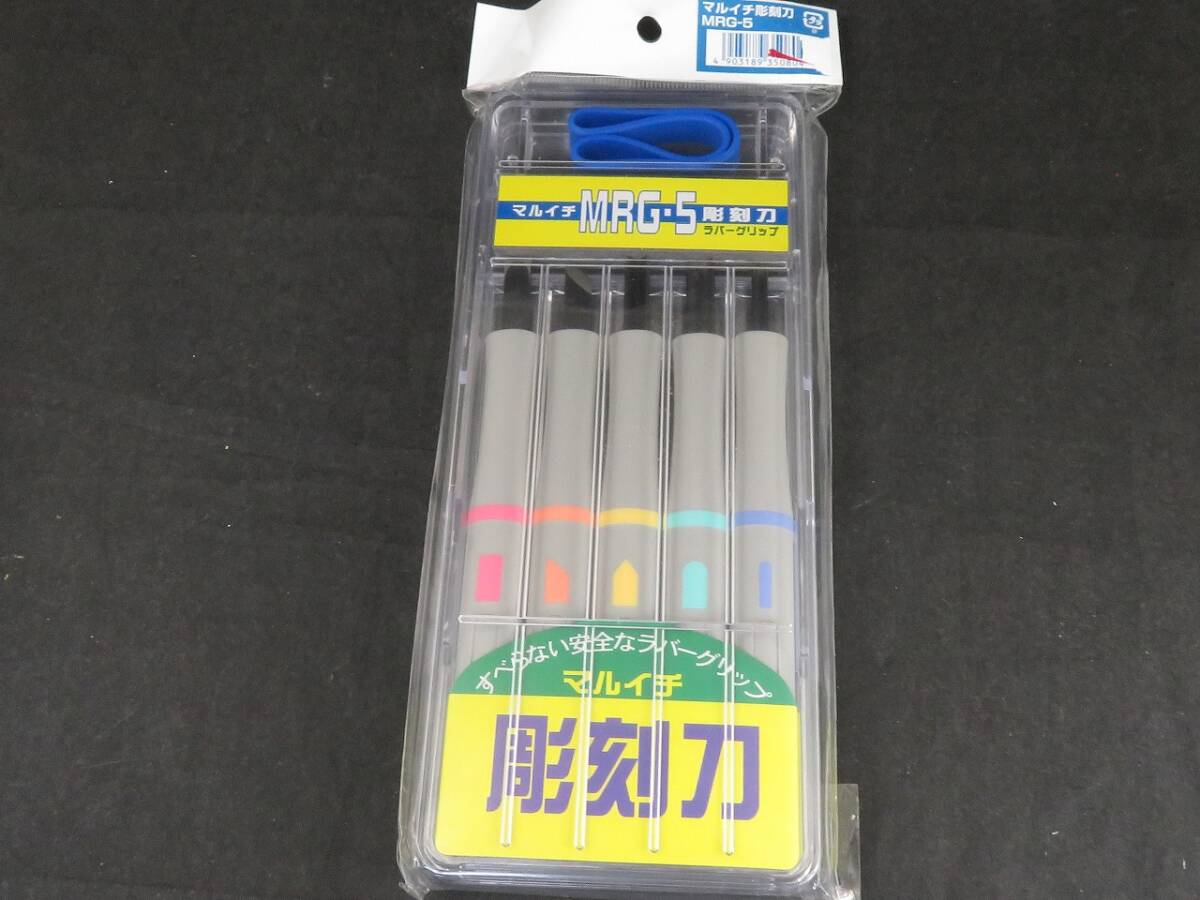 マルイチ彫刻刀
MRG-5
4 903189 350804
マルイチ MRG・5 彫刻刀
ラバーグリップ
すべらない安全なラバーグリップ
マルイチ
彫刻刀